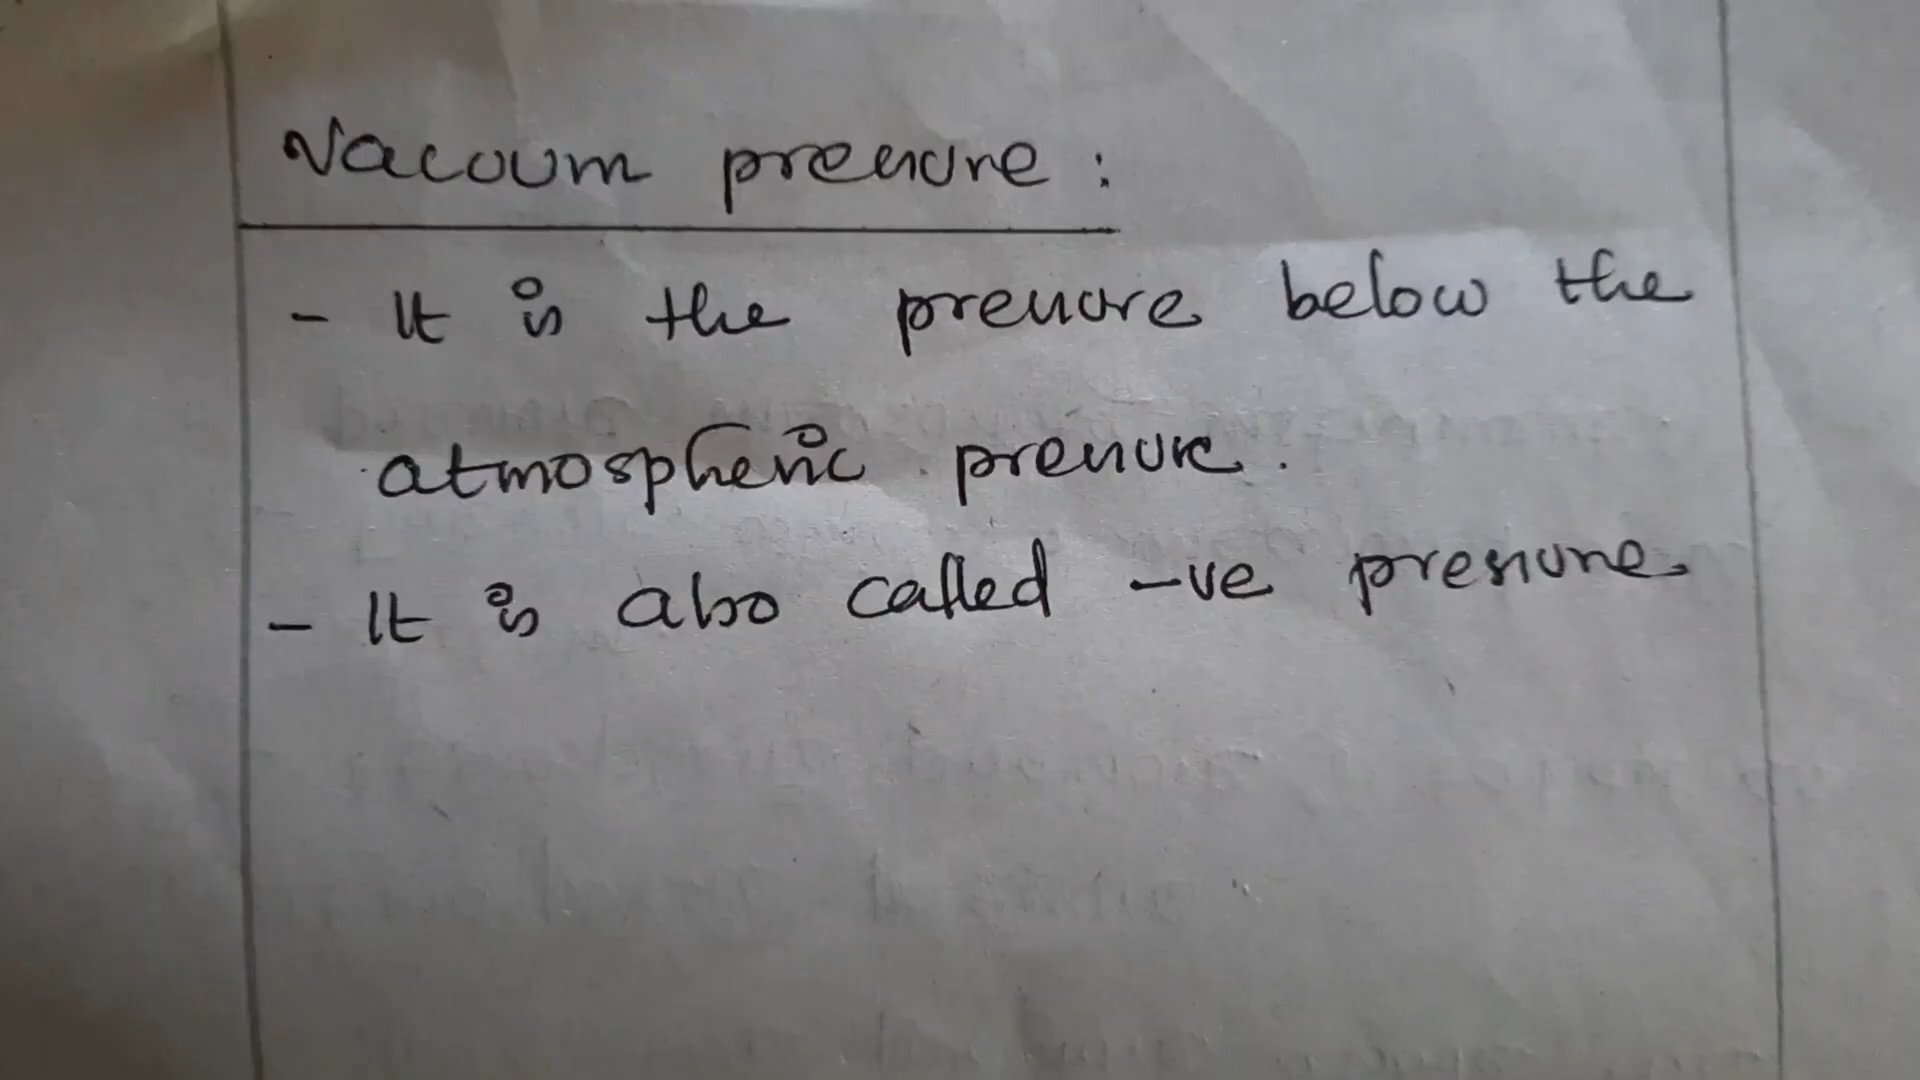 Vacuum pressure :
- It is the pressure below the
atmospheric pressure.
- It is also called -ve pressure